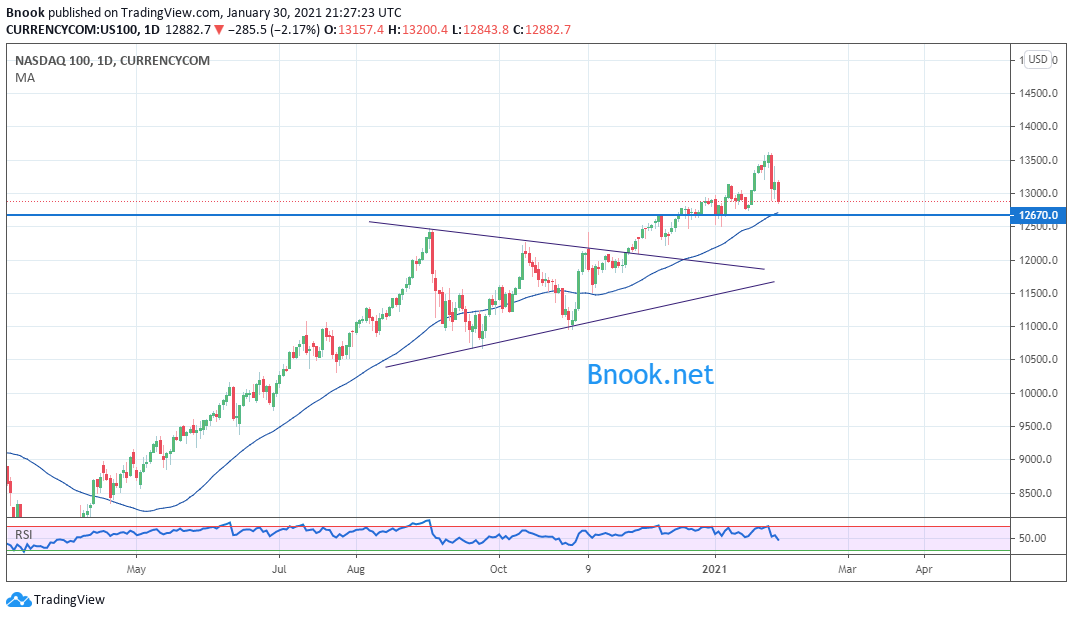 Bnook published on TradingView.com, January 30, 2021 21:27:23 UTC
CURRENCYCOM:US100, 1D 12882.7 ▼ −285.5 (−2.17%) O:13157.4 H:13200.4 L:12843.8 C:12882.7
NASDAQ 100, 1D, CURRENCYCOM
MA
USD
14500.0
14000.0
13500.0
13000.0
12670.0
12500.0
12000.0
11500.0
11000.0
10500.0
10000.0
9500.0
9000.0
8500.0
Bnook.net
RSI
50.00
May Jul Aug Oct 9 2021 Mar Apr
TradingView